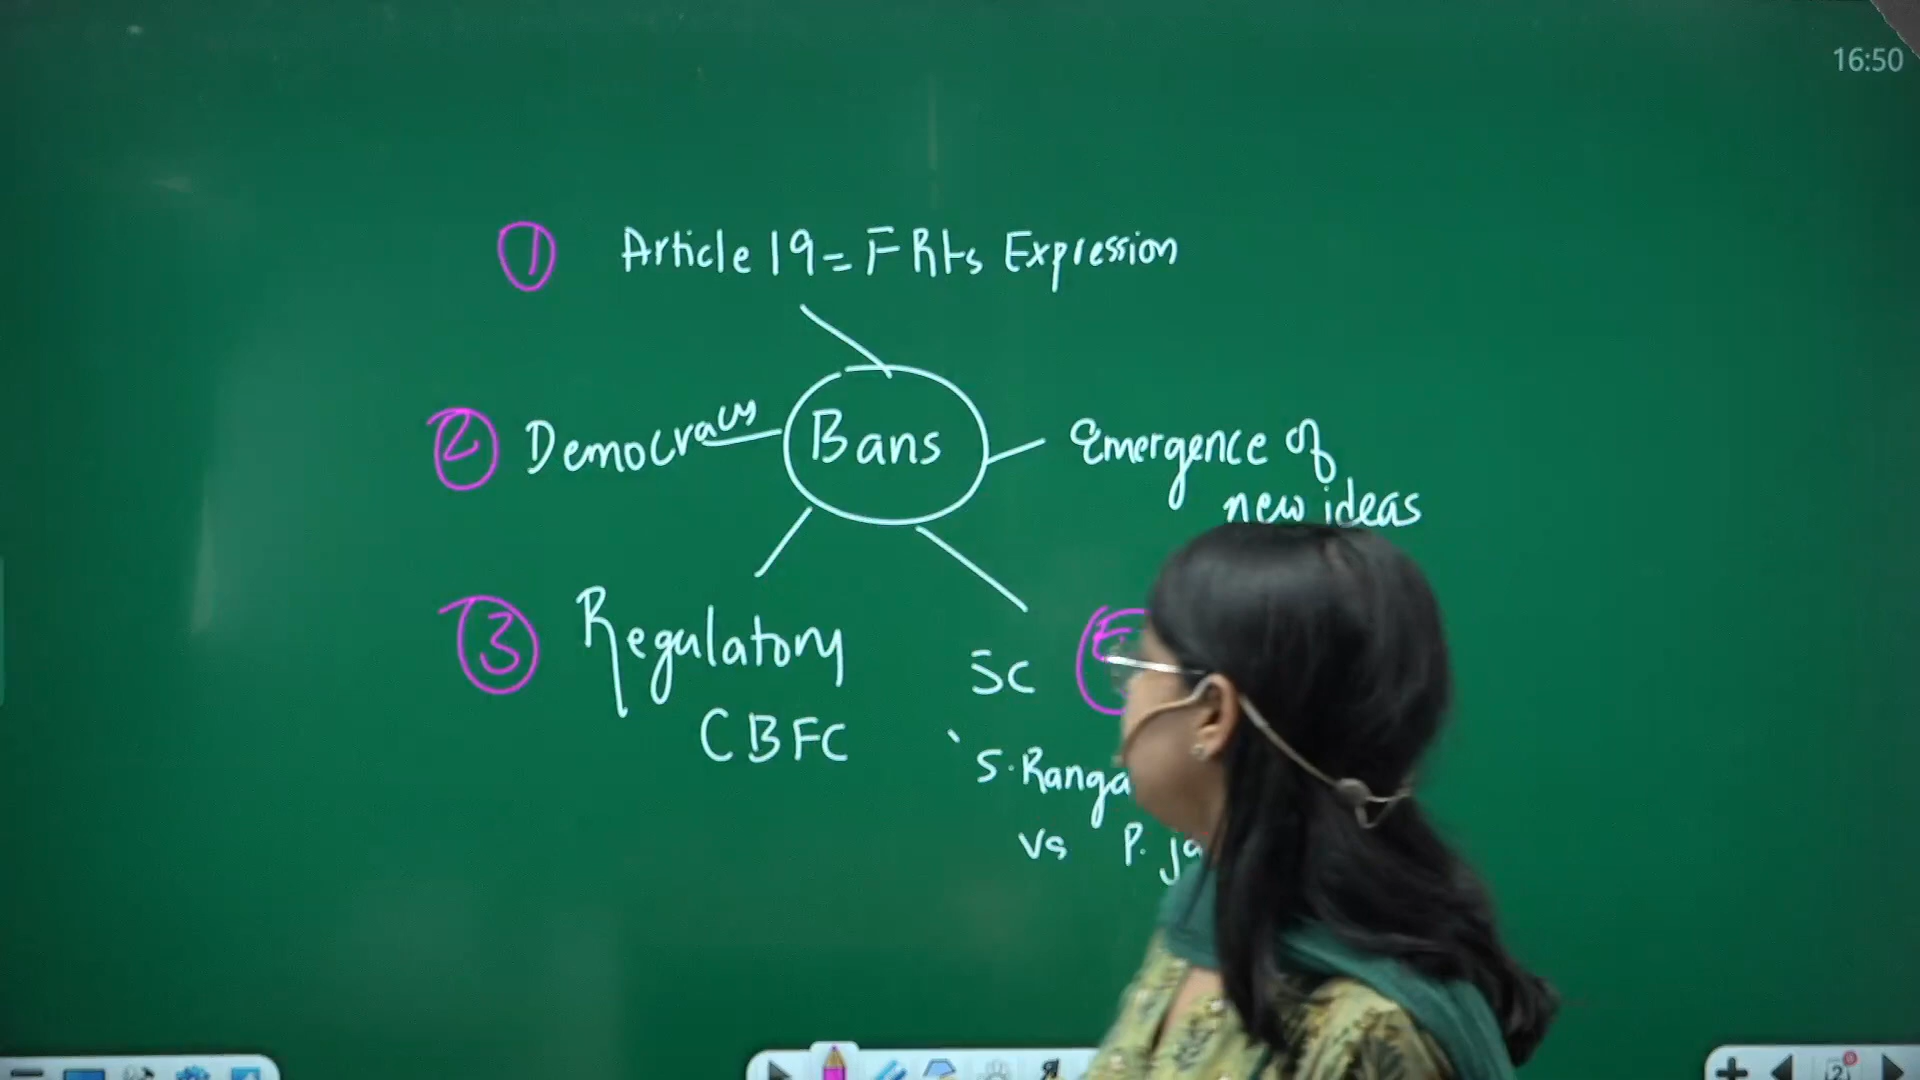 16:50
① Article 19 = F Rts Expression
② Democracy
Bans
Emergence of
new ideas
③ Regulatory
CBFC
SC
S. Ranga
vs P. ja